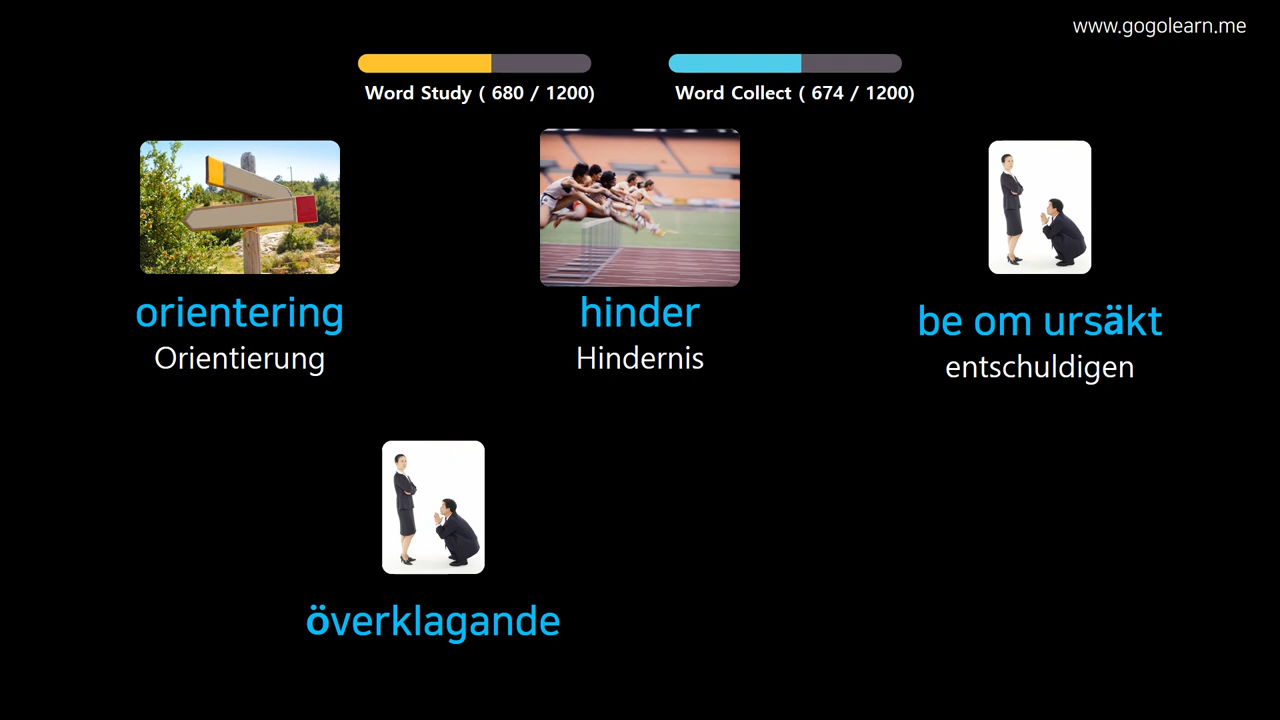 www.gogolearn.me
Word Study ( 680 / 1200)
Word Collect ( 674 / 1200)
orientering
Orientierung
hinder
Hindernis
be om ursäkt
entschuldigen
överklagande